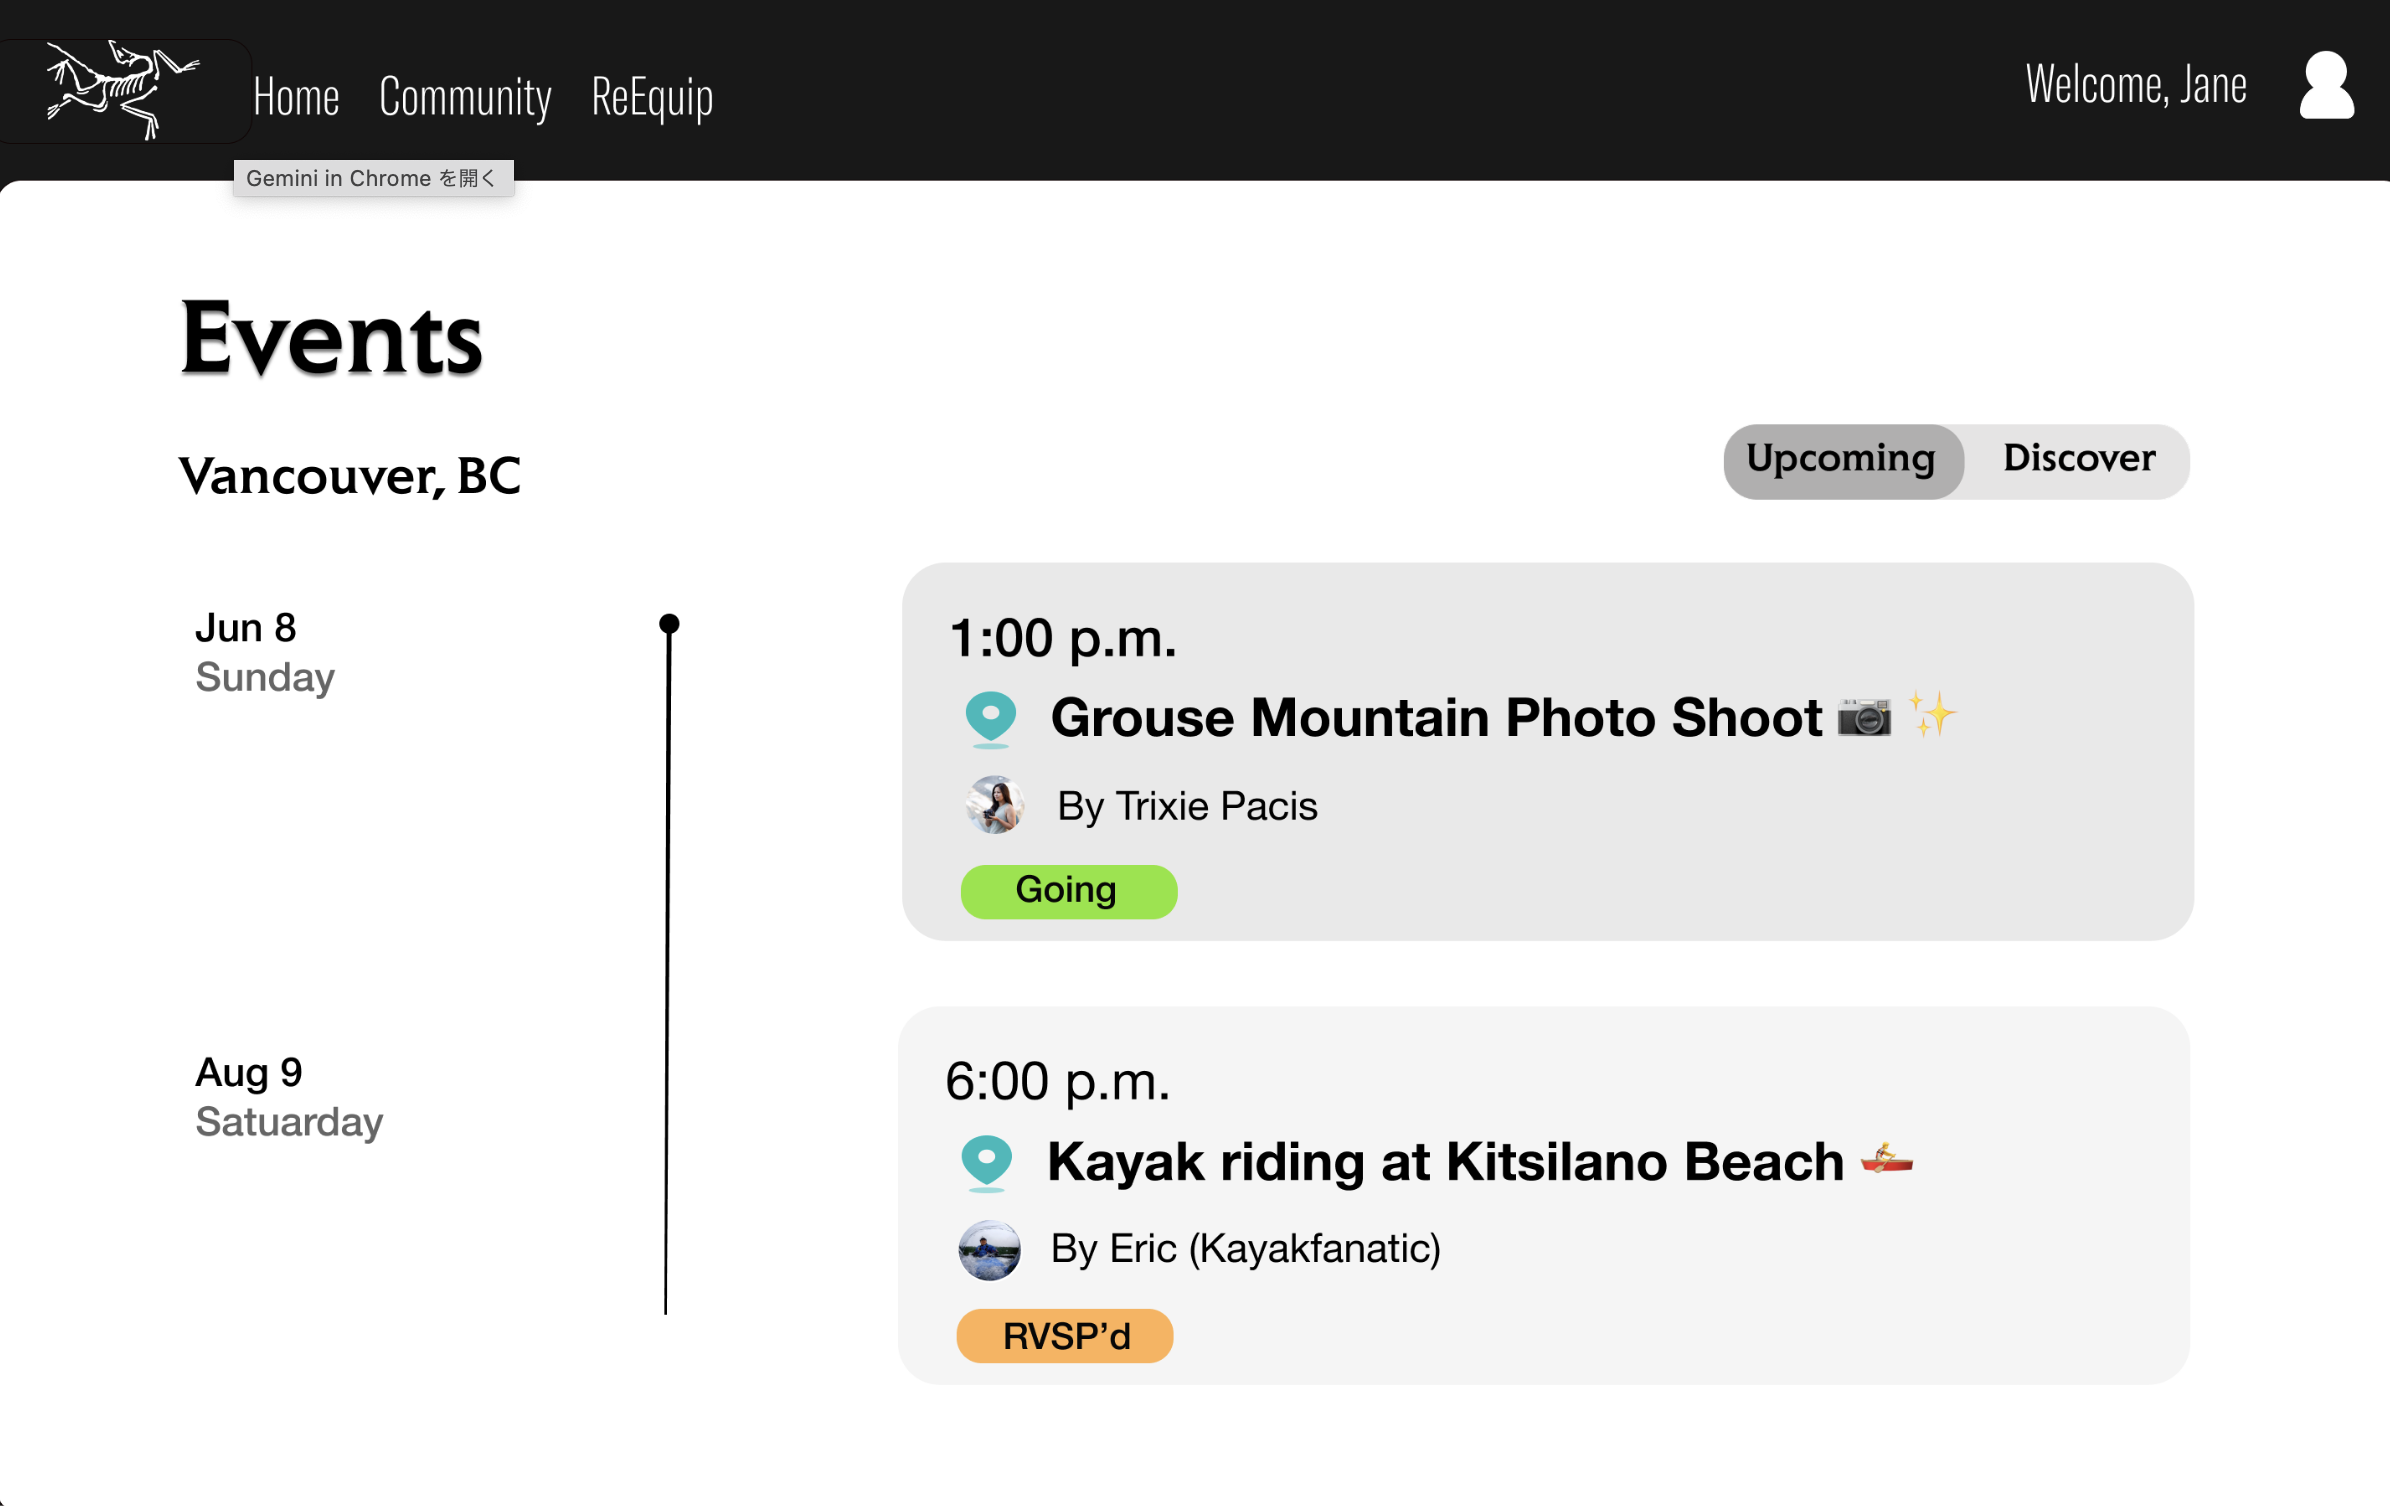 Home Community ReEquip
Welcome, Jane
Gemini in Chrome を開く
Events
Vancouver, BC
Upcoming Discover
Jun 8
Sunday
1:00 p.m.
Grouse Mountain Photo Shoot 📷 ✨
By Trixie Pacis
Going
Aug 9
Satuarday
6:00 p.m.
Kayak riding at Kitsilano Beach 🚣
By Eric (Kayakfanatic)
RVSP’d